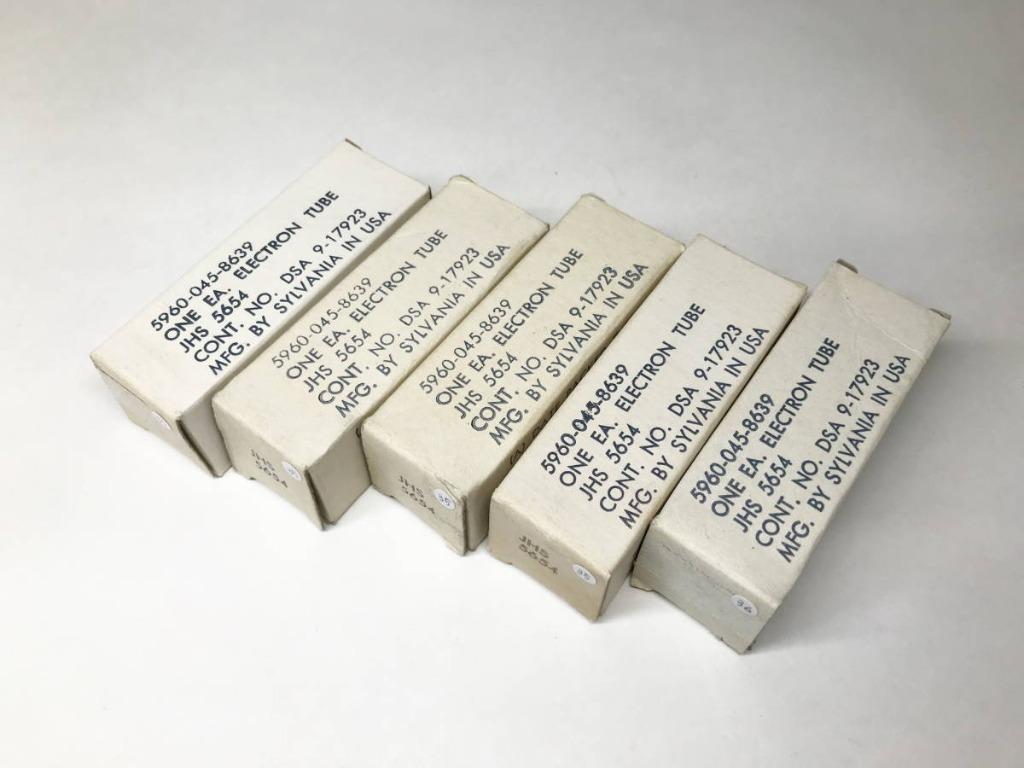 5960-045-8639
ONE EA. ELECTRON TUBE
JHS 5654
CONT. NO. DSA 9-17923
MFG. BY SYLVANIA IN USA
5960-045-8639
ONE EA. ELECTRON TUBE
JHS 5654
CONT. NO. DSA 9-17923
MFG. BY SYLVANIA IN USA
JHS
5654
5960-045-8639
ONE EA. ELECTRON TUBE
JHS 5654
CONT. NO. DSA 9-17923
MFG. BY SYLVANIA IN USA
JHS
5654
5960-045-8639
ONE EA. ELECTRON TUBE
JHS 5654
CONT. NO. DSA 9-17923
MFG. BY SYLVANIA IN USA
JHS
5654
5960-045-8639
ONE EA. ELECTRON TUBE
JHS 5654
CONT. NO. DSA 9-17923
MFG. BY SYLVANIA IN USA